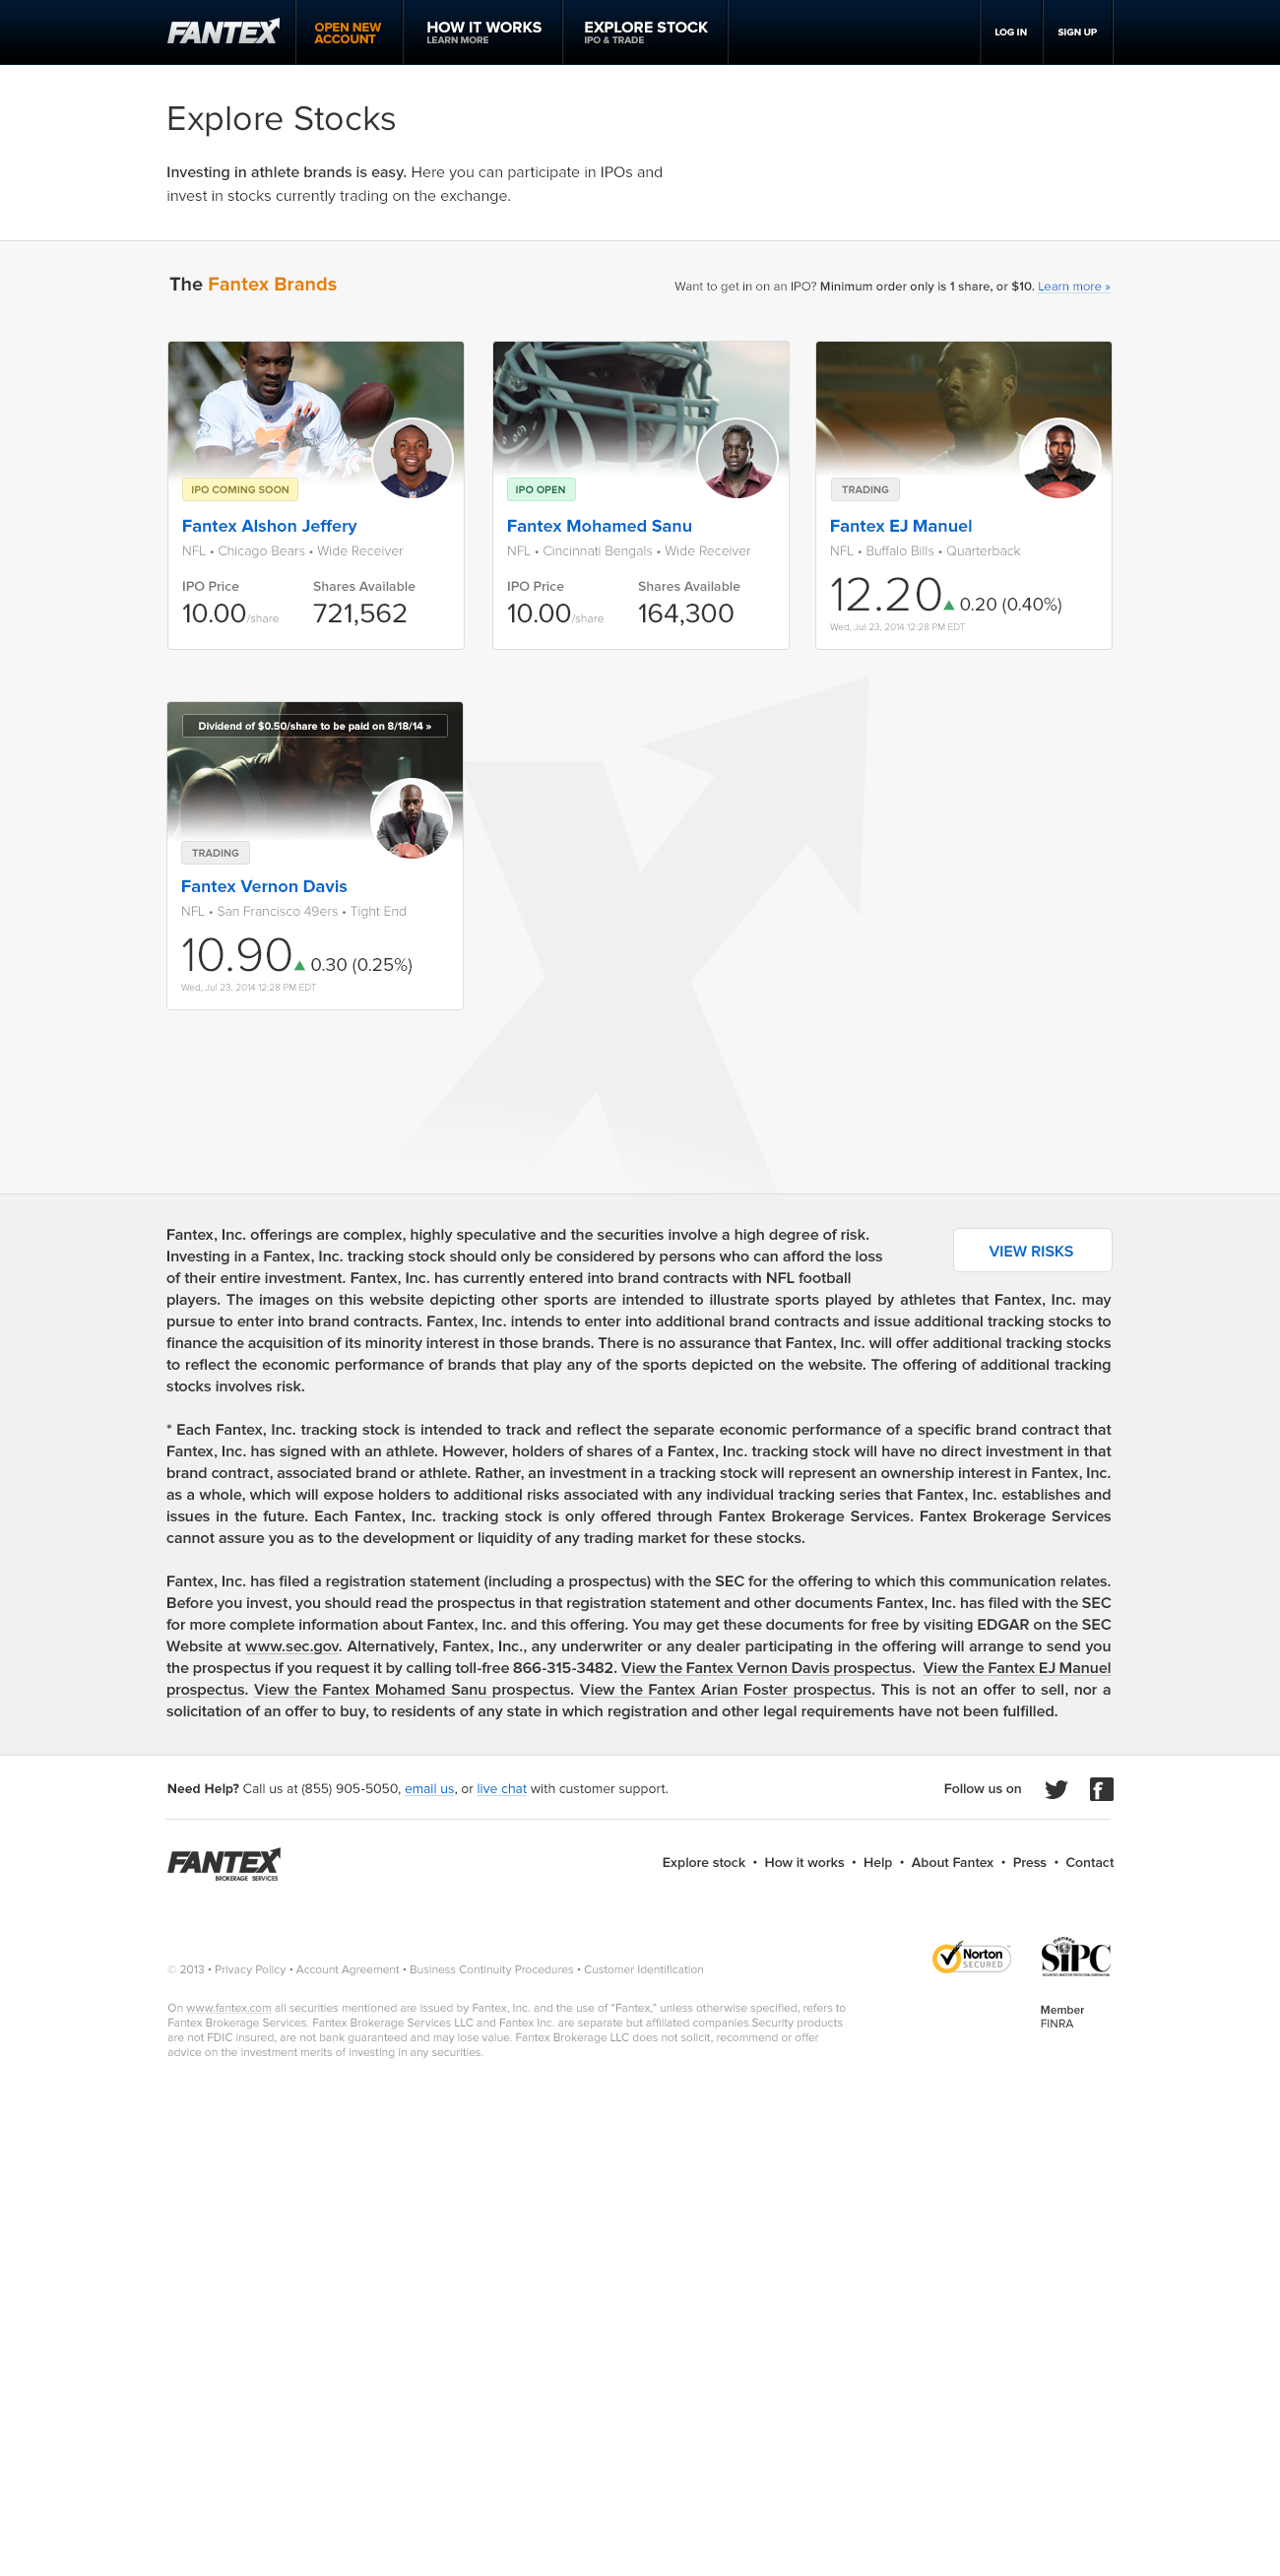 FANTEX
OPEN NEW
ACCOUNT
HOW IT WORKS
LEARN MORE
EXPLORE STOCK
IPO & TRADE
LOG IN
SIGN UP
Explore Stocks
Investing in athlete brands is easy. Here you can participate in IPOs and
invest in stocks currently trading on the exchange.
The Fantex Brands
Want to get in on an IPO? Minimum order only is 1 share, or $10. Learn more »
IPO COMING SOON
Fantex Alshon Jeffery
NFL • Chicago Bears • Wide Receiver
IPO Price
Shares Available
10.00/share
721,562
IPO OPEN
Fantex Mohamed Sanu
NFL • Cincinnati Bengals • Wide Receiver
IPO Price
Shares Available
10.00/share
164,300
TRADING
Fantex EJ Manuel
NFL • Buffalo Bills • Quarterback
12.20 ▲ 0.20 (0.40%)
Wed, Jul 23, 2014 12:28 PM EDT
Dividend of $0.50/share to be paid on 8/18/14 »
TRADING
Fantex Vernon Davis
NFL • San Francisco 49ers • Tight End
10.90 ▲ 0.30 (0.25%)
Wed, Jul 23, 2014 12:28 PM EDT
Fantex, Inc. offerings are complex, highly speculative and the securities involve a high degree of risk.
Investing in a Fantex, Inc. tracking stock should only be considered by persons who can afford the loss
of their entire investment. Fantex, Inc. has currently entered into brand contracts with NFL football
VIEW RISKS
players. The images on this website depicting other sports are intended to illustrate sports played by athletes that Fantex, Inc. may
pursue to enter into brand contracts. Fantex, Inc. intends to enter into additional brand contracts and issue additional tracking stocks to
finance the acquisition of its minority interest in those brands. There is no assurance that Fantex, Inc. will offer additional tracking stocks
to reflect the economic performance of brands that play any of the sports depicted on the website. The offering of additional tracking
stocks involves risk.
* Each Fantex, Inc. tracking stock is intended to track and reflect the separate economic performance of a specific brand contract that
Fantex, Inc. has signed with an athlete. However, holders of shares of a Fantex, Inc. tracking stock will have no direct investment in that
brand contract, associated brand or athlete. Rather, an investment in a tracking stock will represent an ownership interest in Fantex, Inc.
as a whole, which will expose holders to additional risks associated with any individual tracking series that Fantex, Inc. establishes and
issues in the future. Each Fantex, Inc. tracking stock is only offered through Fantex Brokerage Services. Fantex Brokerage Services
cannot assure you as to the development or liquidity of any trading market for these stocks.
Fantex, Inc. has filed a registration statement (including a prospectus) with the SEC for the offering to which this communication relates.
Before you invest, you should read the prospectus in that registration statement and other documents Fantex, Inc. has filed with the SEC
for more complete information about Fantex, Inc. and this offering. You may get these documents for free by visiting EDGAR on the SEC
Website at www.sec.gov. Alternatively, Fantex, Inc., any underwriter or any dealer participating in the offering will arrange to send you
the prospectus if you request it by calling toll-free 866-315-3482. View the Fantex Vernon Davis prospectus. View the Fantex EJ Manuel
prospectus. View the Fantex Mohamed Sanu prospectus. View the Fantex Arian Foster prospectus. This is not an offer to sell, nor a
solicitation of an offer to buy, to residents of any state in which registration and other legal requirements have not been fulfilled.
Need Help? Call us at (855) 905-5050, email us, or live chat with customer support.
Follow us on
FANTEX
BROKERAGE SERVICES
Explore stock • How it works • Help • About Fantex • Press • Contact
Norton
SECURED
MEMBER
SIPC
SECURITIES INVESTOR PROTECTION CORPORATION
© 2013 • Privacy Policy • Account Agreement • Business Continuity Procedures • Customer Identification
On www.fantex.com all securities mentioned are issued by Fantex, Inc. and the use of "Fantex," unless otherwise specified, refers to
Fantex Brokerage Services. Fantex Brokerage Services LLC and Fantex Inc. are separate but affiliated companies.Security products
are not FDIC insured, are not bank guaranteed and may lose value. Fantex Brokerage LLC does not solicit, recommend or offer
advice on the investment merits of investing in any securities.
Member
FINRA